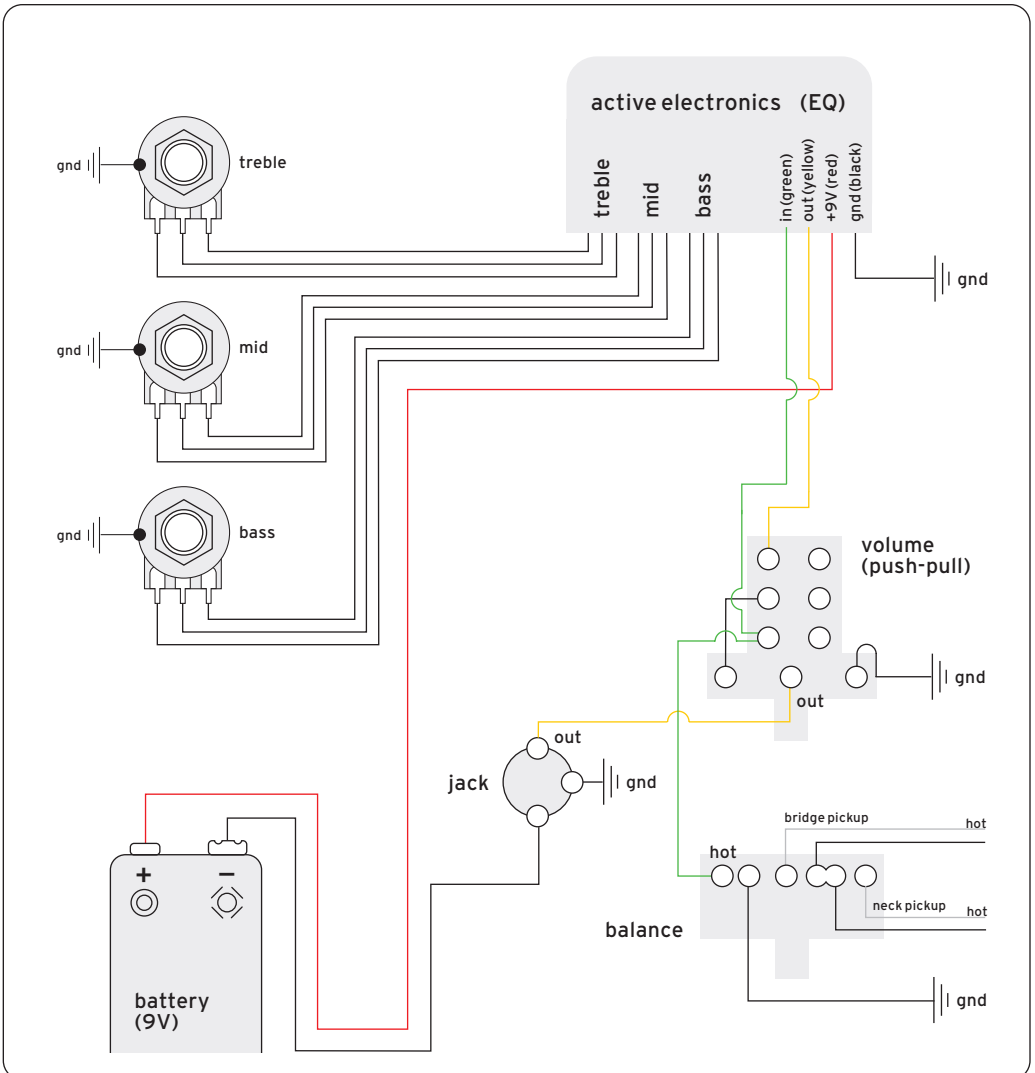 active electronics (EQ)
treble
mid
bass
in (green)
out (yellow)
+9V (red)
gnd (black)
gnd
treble
gnd
gnd
mid
gnd
bass
volume
(push-pull)
gnd
out
out
jack
gnd
bridge pickup
hot
hot
neck pickup
hot
balance
gnd
+
−
battery
(9V)